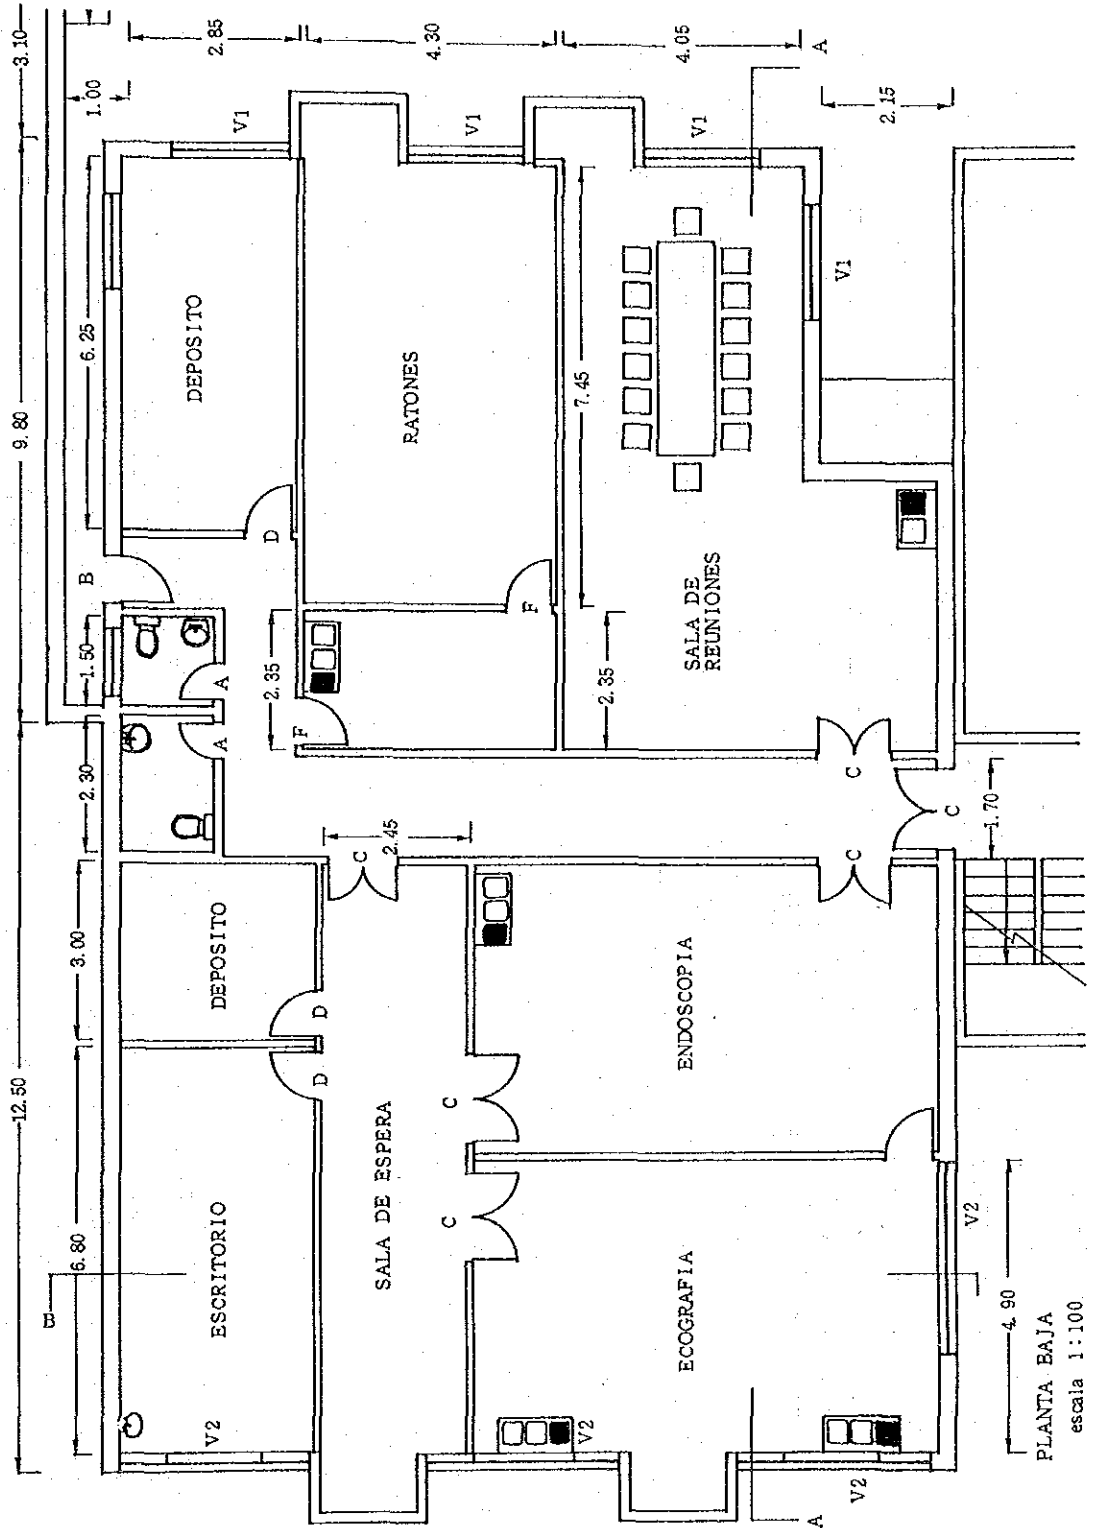 12.50
9.80
3.10
B
6.80
3.00
2.30
1.50
B
6.25
1.00
V2
ESCRITORIO
DEPOSITO
A
A
DEPOSITO
2.85
V1
D
2.35
F
D
D
C
2.45
SALA DE ESPERA
RATONES
4.30
C
C
V1
F
7.45
2.35
V2
ECOGRAFIA
ENDOSCOPIA
SALA DE
REUNIONES
4.05
V1
A
A
V2
C
C
V1
2.15
C
V2
1.70
4.90
PLANTA BAJA
escala 1:100